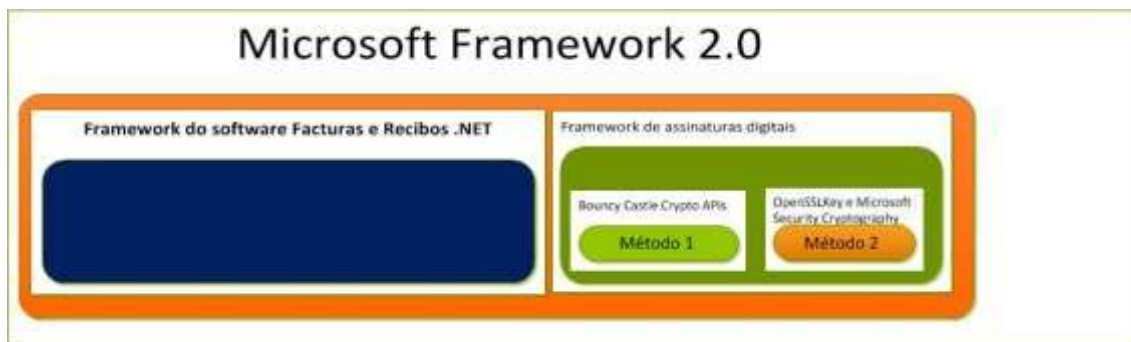 Microsoft Framework 2.0
Framework do software Facturas e Recibos .NET
Framework de assinaturas digitais
Bouncy Castle Crypto APIs
Método 1
OpenSSLKey e Microsoft
Security Cryptography
Método 2